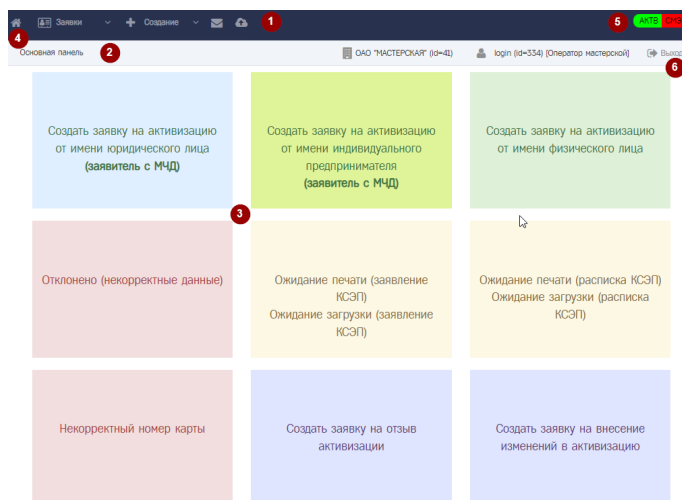 Заявки
Создание
1
5
АКТВ
СМЭ
4
Основная панель
2
ОАО "МАСТЕРСКАЯ" (id=41)
login (id=334) [Оператор мастерской]
Выход
6
Создать заявку на активизацию
от имени юридического лица
(заявитель с МЧД)
Создать заявку на активизацию
от имени индивидуального
предпринимателя
(заявитель с МЧД)
Создать заявку на активизацию
от имени физического лица
3
Отклонено (некорректные данные)
Ожидание печати (заявление
КСЭП)
Ожидание загрузки (заявление
КСЭП)
Ожидание печати (расписка КСЭП)
Ожидание загрузки (расписка
КСЭП)
Некорректный номер карты
Создать заявку на отзыв
активизации
Создать заявку на внесение
изменений в активизацию